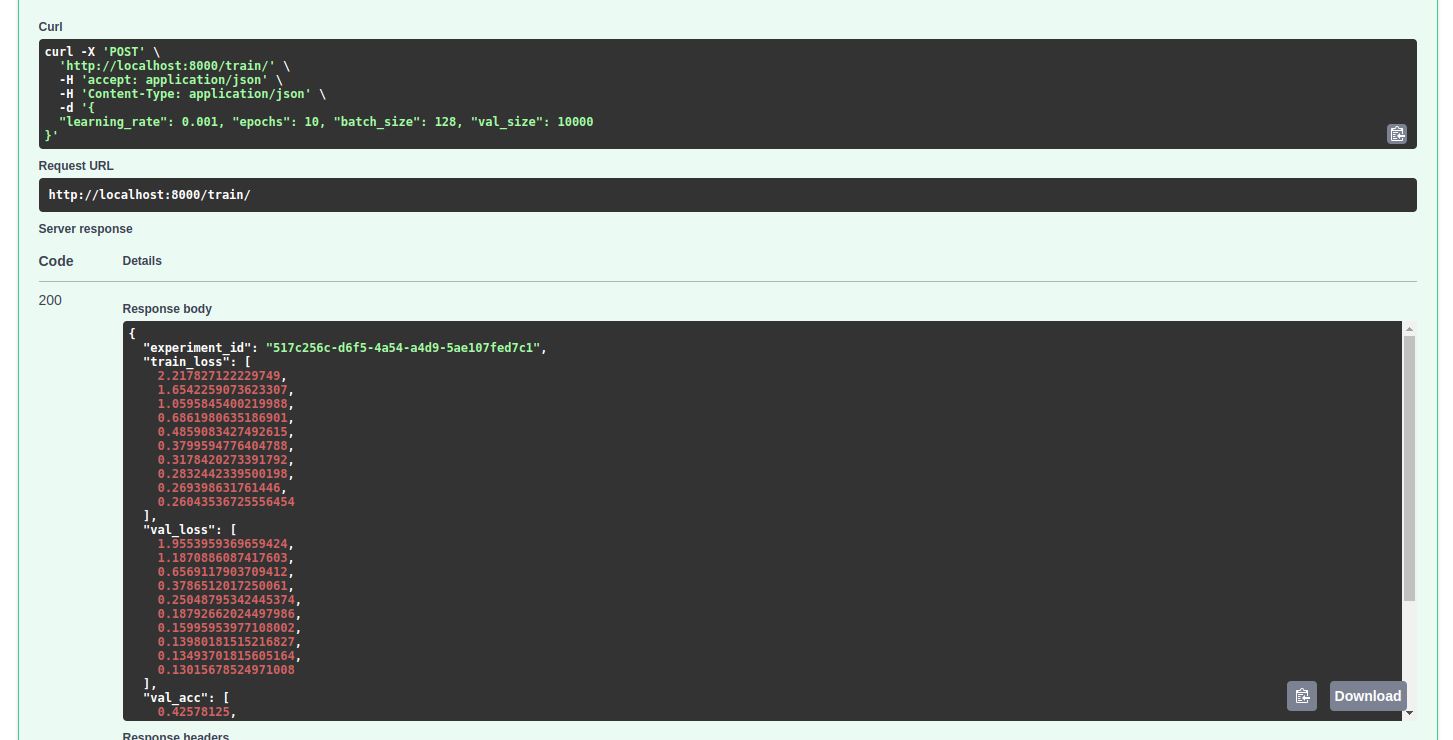 Curl
curl -X 'POST' \
'http://localhost:8000/train/' \
-H 'accept: application/json' \
-H 'Content-Type: application/json' \
-d '{
"learning_rate": 0.001, "epochs": 10, "batch_size": 128, "val_size": 10000
}'
Request URL
http://localhost:8000/train/
Server response
Code Details
200
Response body
{
"experiment_id": "517c256c-d6f5-4a54-a4d9-5ae107fed7c1",
"train_loss": [
2.217827122229749,
1.6542259073623307,
1.0595845400219988,
0.6861980635186901,
0.4859083427492615,
0.3799594776404788,
0.3178420273391792,
0.2832442339500198,
0.269398631761446,
0.26043536725556454
],
"val_loss": [
1.9553959369659424,
1.1870886087417603,
0.6569117903709412,
0.3786512017250061,
0.25048795342445374,
0.18792662024497986,
0.15995953977108002,
0.13980181515216827,
0.13493701815605164,
0.13015678524971008
],
"val_acc": [
0.42578125,
Download
Response headers